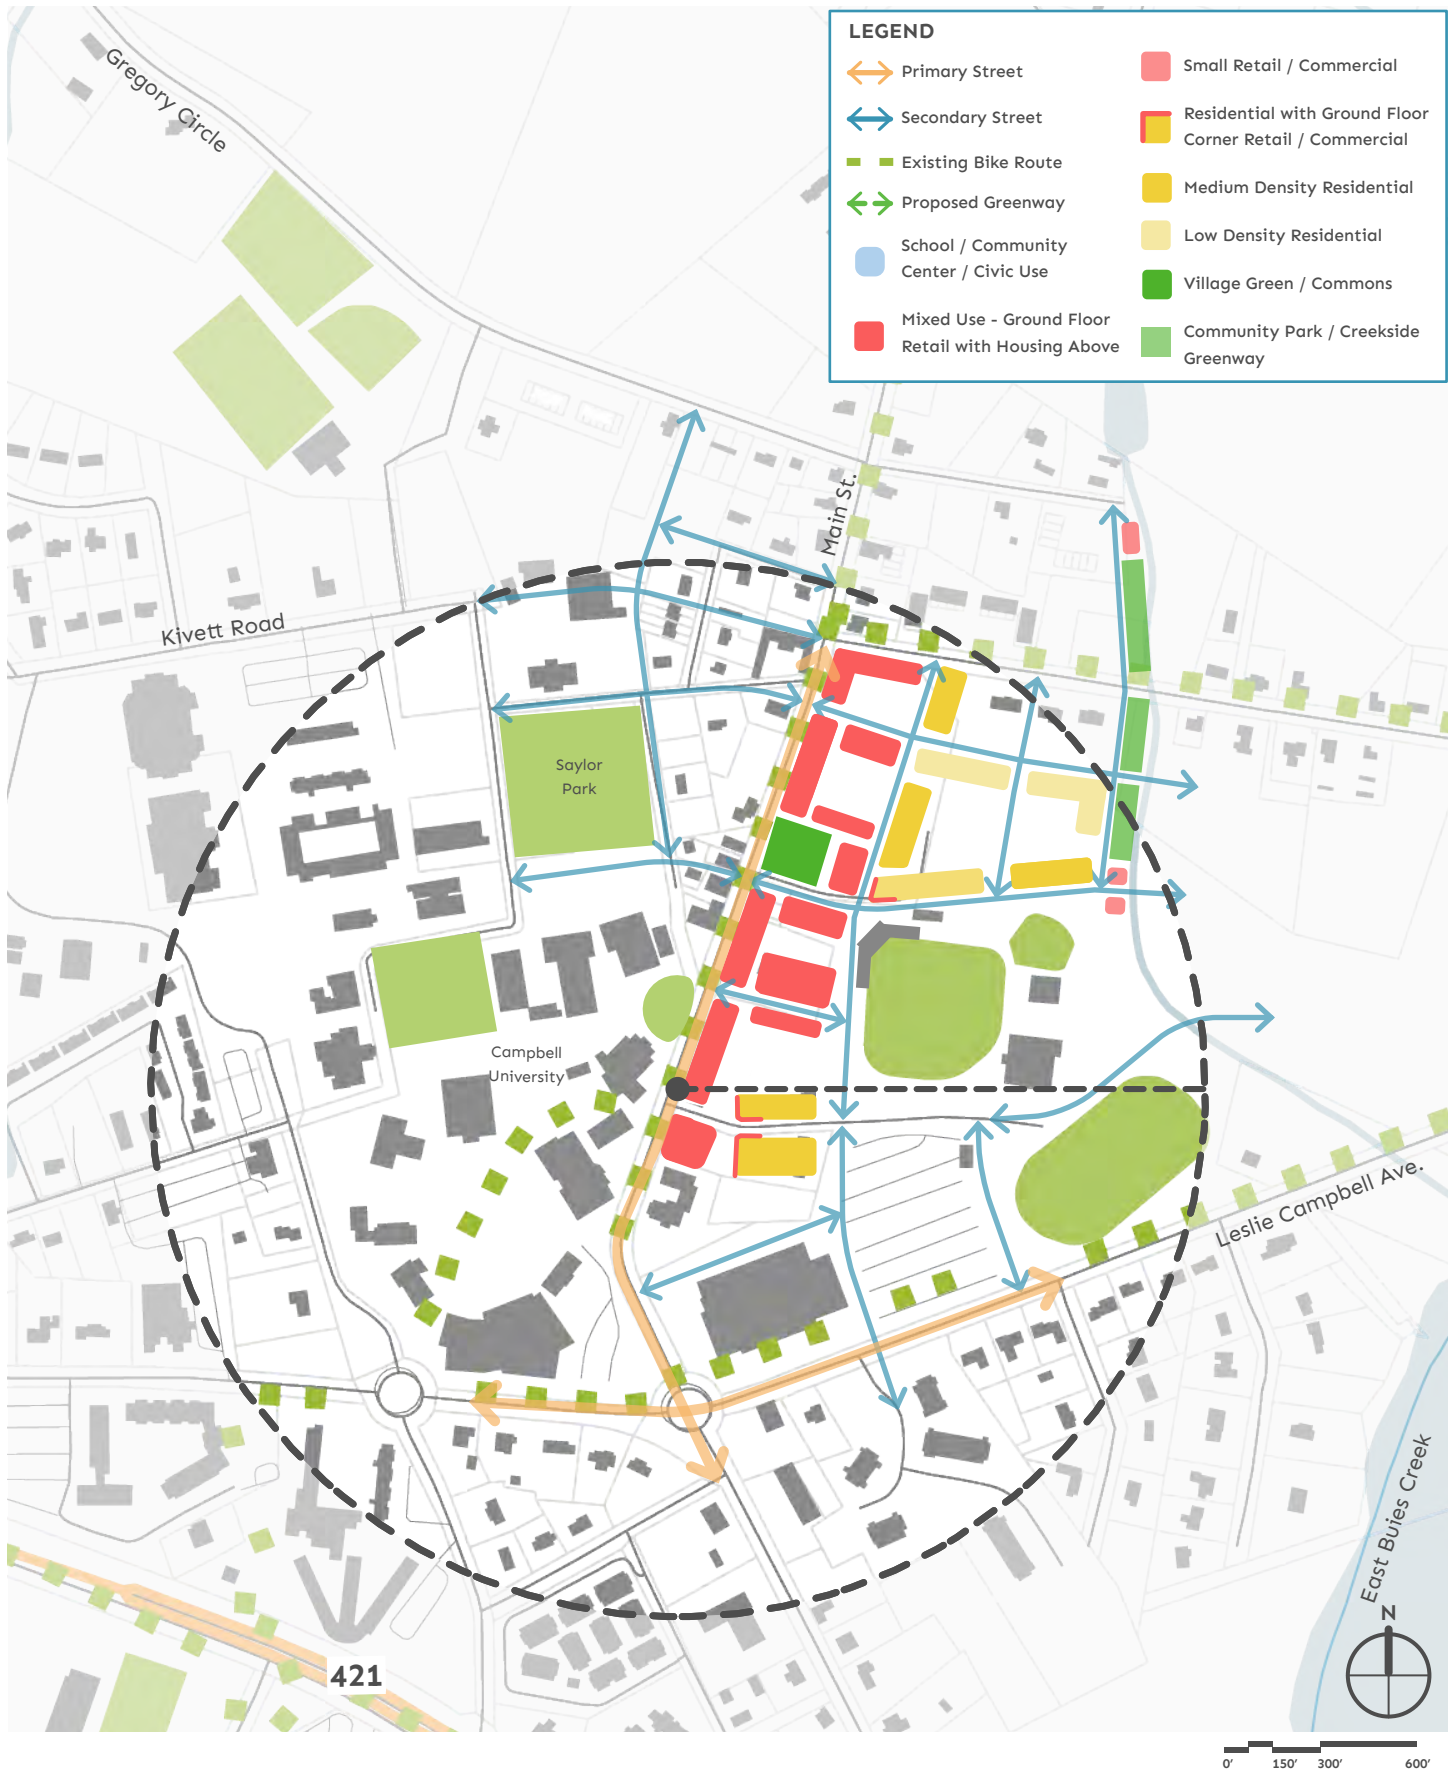 LEGEND
Primary Street
Secondary Street
Existing Bike Route
Proposed Greenway
School / Community
Center / Civic Use
Mixed Use - Ground Floor
Retail with Housing Above
Small Retail / Commercial
Residential with Ground Floor
Corner Retail / Commercial
Medium Density Residential
Low Density Residential
Village Green / Commons
Community Park / Creekside
Greenway
Gregory Circle
Main St.
Kivett Road
Saylor
Park
Campbell
University
Leslie Campbell Ave.
East Buies Creek
421
N
0' 150' 300' 600'